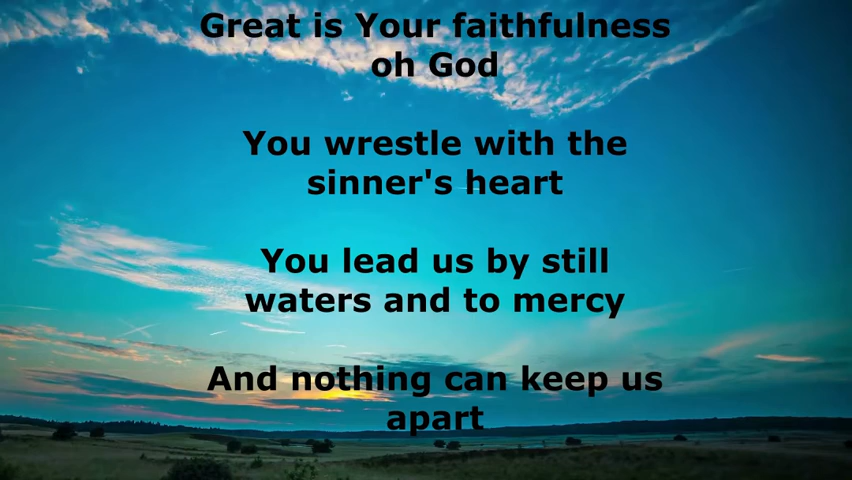 Great is Your faithfulness
oh God
You wrestle with the
sinner's heart
You lead us by still
waters and to mercy
And nothing can keep us
apart